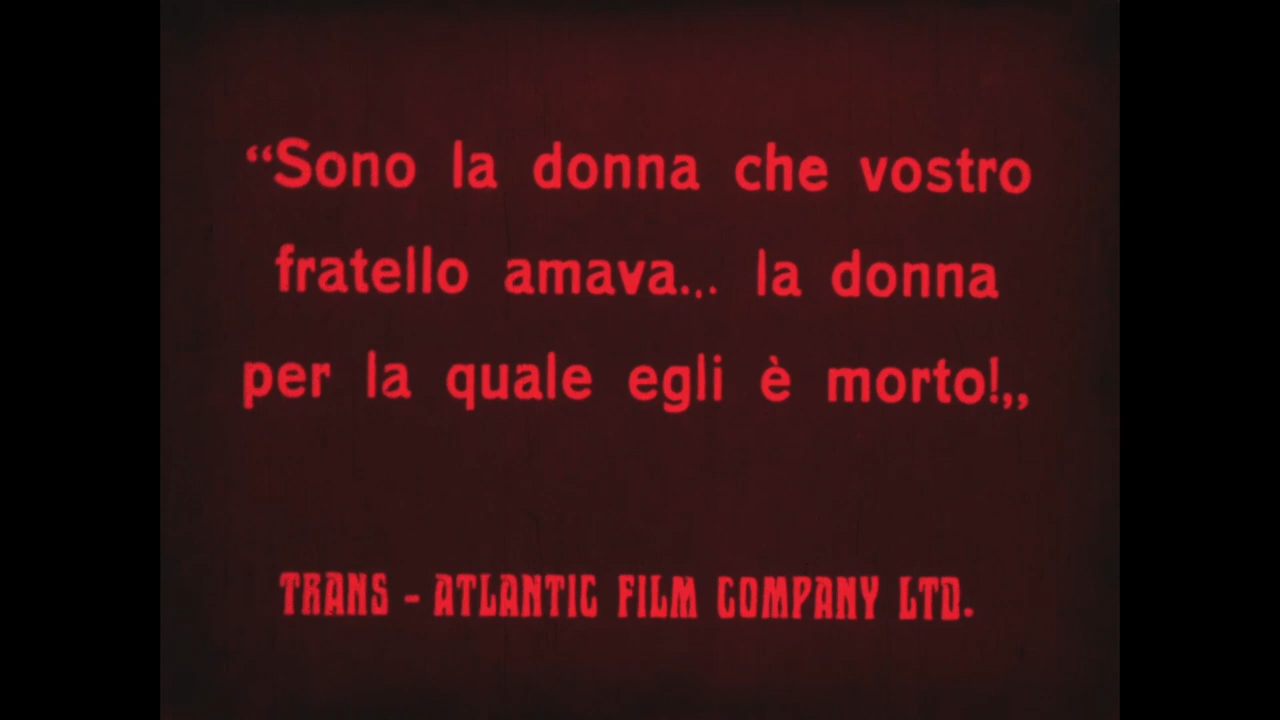 “Sono la donna che vostro
fratello amava... la donna
per la quale egli è morto!„
TRANS - ATLANTIC FILM COMPANY LTD.